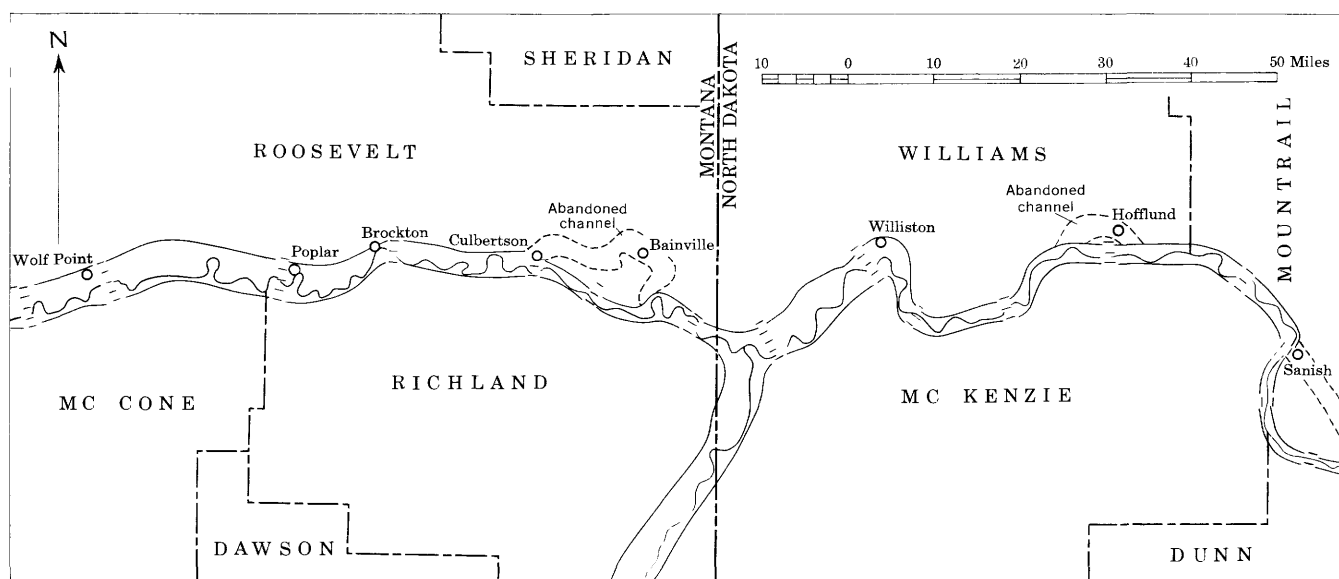 N
SHERIDAN
10 0 10 20 30 40 50 Miles
MONTANA
NORTH DAKOTA
ROOSEVELT
WILLIAMS
MOUNTRAIL
Abandoned
channel
Hofflund
Abandoned
channel
Wolf Point
Poplar
Brockton
Culbertson
Bainville
Williston
Sanish
MC CONE
RICHLAND
MC KENZIE
DAWSON
DUNN